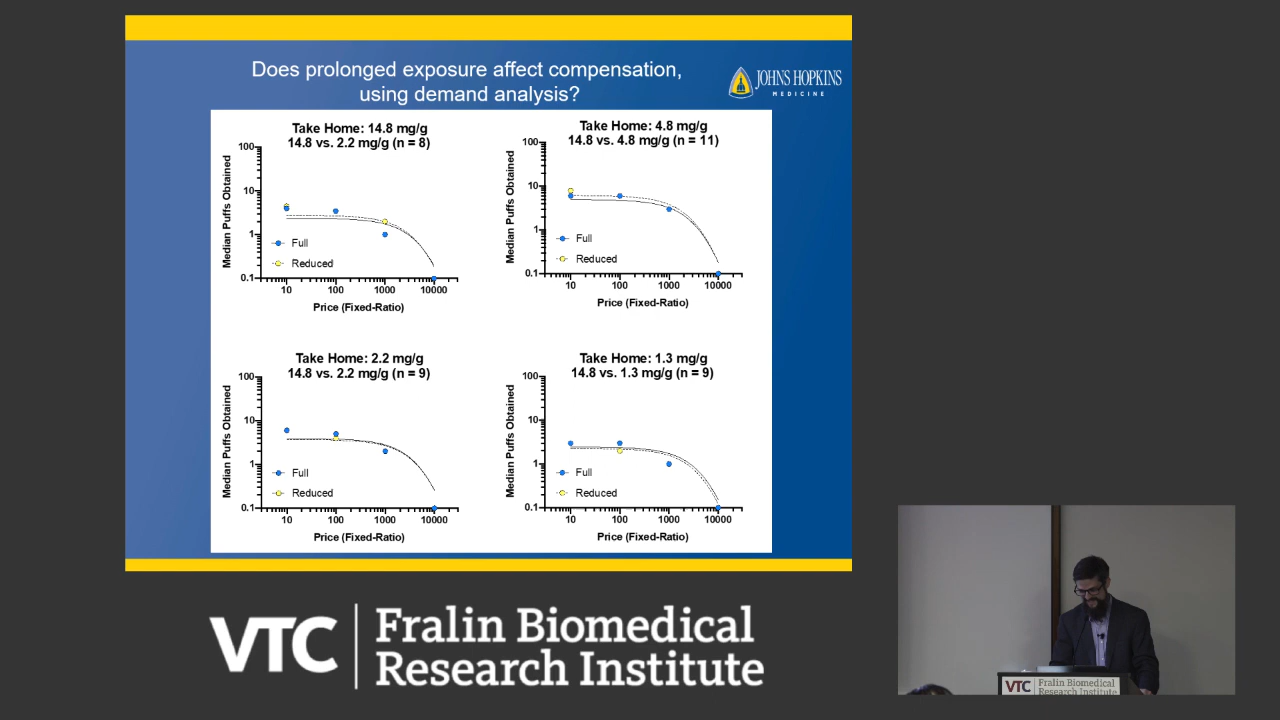 Does prolonged exposure affect compensation,
using demand analysis?
JOHNS HOPKINS
MEDICINE
Take Home: 14.8 mg/g
14.8 vs. 2.2 mg/g (n = 8)
Median Puffs Obtained
100
10
1
0.1
Full
Reduced
10
100
1000
10000
Price (Fixed-Ratio)
Take Home: 4.8 mg/g
14.8 vs. 4.8 mg/g (n = 11)
Median Puffs Obtained
100
10
1
0.1
Full
Reduced
10
100
1000
10000
Price (Fixed-Ratio)
Take Home: 2.2 mg/g
14.8 vs. 2.2 mg/g (n = 9)
Median Puffs Obtained
100
10
1
0.1
Full
Reduced
10
100
1000
10000
Price (Fixed-Ratio)
Take Home: 1.3 mg/g
14.8 vs. 1.3 mg/g (n = 9)
Median Puffs Obtained
100
10
1
0.1
Full
Reduced
10
100
1000
10000
Price (Fixed-Ratio)
VTC
Fralin Biomedical
Research Institute
VTC
Fralin Biomedical
Research Institute